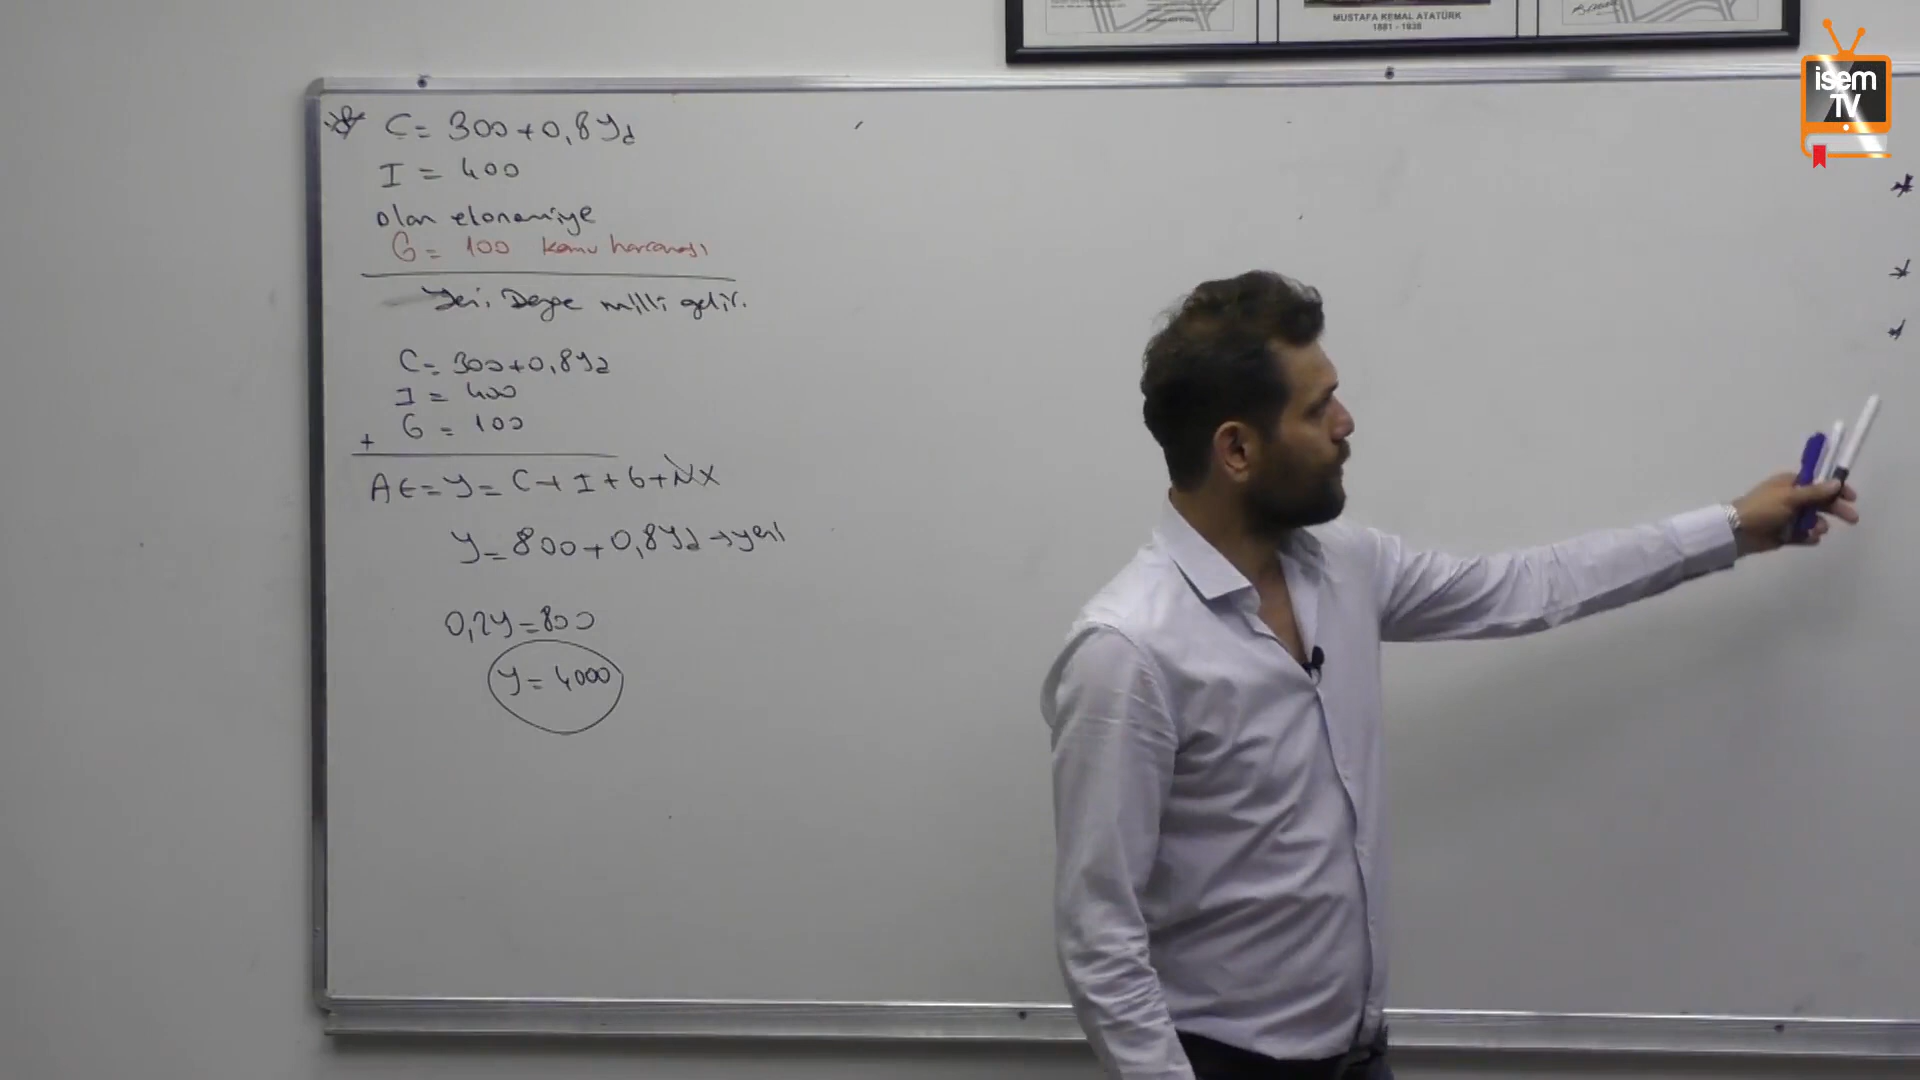 MUSTAFA KEMAL ATATÜRK
1881 - 1938
isem
TV
C = 300 + 0,8Yd
I = 400
olan ekonomiye
G = 100 kamu harcaması
Yeni Denge milli gelir.
C = 300 + 0,8Yd
I = 400
G = 100
+
AE = Y = C + I + G + NX
Y = 800 + 0,8Yd → yeni
0,2Y = 800
Y = 4000